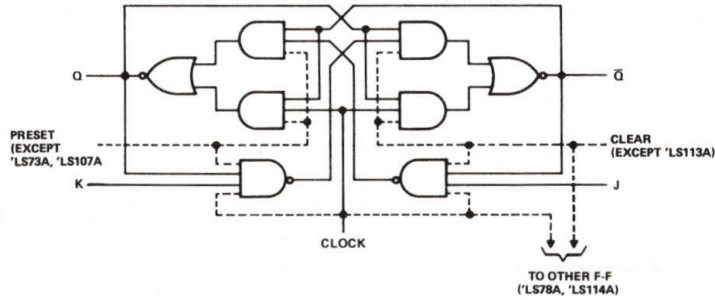 Q
Q̅
PRESET
(EXCEPT
'LS73A, 'LS107A
CLEAR
(EXCEPT 'LS113A)
K
J
CLOCK
TO OTHER F-F
('LS78A, 'LS114A)